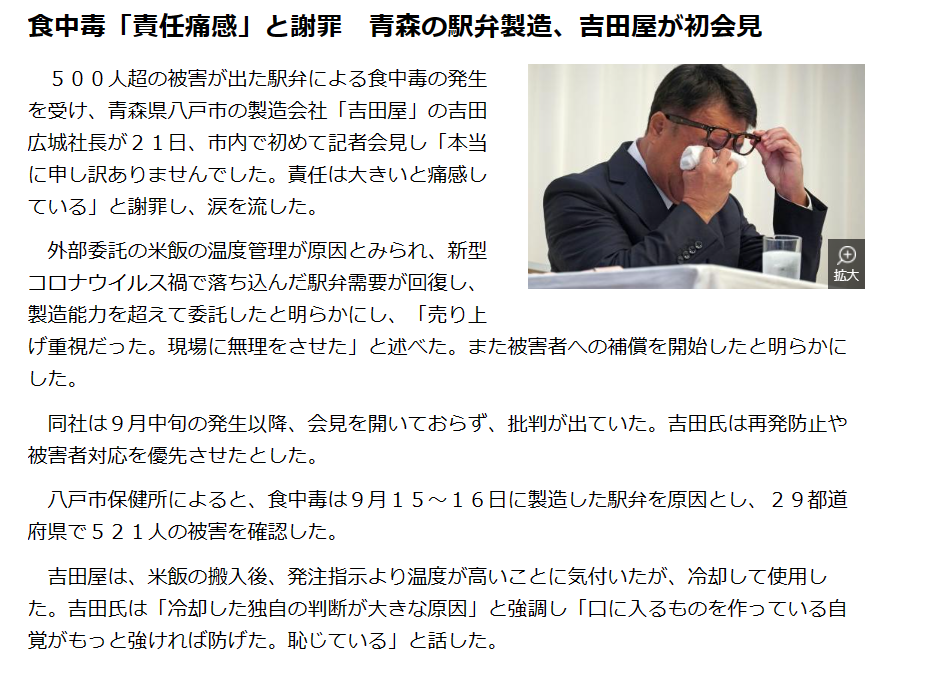 食中毒「責任痛感」と謝罪　青森の駅弁製造、吉田屋が初会見
　５００人超の被害が出た駅弁による食中毒の発生
を受け、青森県八戸市の製造会社「吉田屋」の吉田
広城社長が２１日、市内で初めて記者会見し「本当
に申し訳ありませんでした。責任は大きいと痛感し
ている」と謝罪し、涙を流した。
　外部委託の米飯の温度管理が原因とみられ、新型
コロナウイルス禍で落ち込んだ駅弁需要が回復し、
製造能力を超えて委託したと明らかにし、「売り上
げ重視だった。現場に無理をさせた」と述べた。また被害者への補償を開始したと明らかに
した。
　同社は９月中旬の発生以降、会見を開いておらず、批判が出ていた。吉田氏は再発防止や
被害者対応を優先させたとした。
　八戸市保健所によると、食中毒は９月１５～１６日に製造した駅弁を原因とし、２９都道
府県で５２１人の被害を確認した。
　吉田屋は、米飯の搬入後、発注指示より温度が高いことに気付いたが、冷却して使用し
た。吉田氏は「冷却した独自の判断が大きな原因」と強調し「口に入るものを作っている自
覚がもっと強ければ防げた。恥じている」と話した。
拡大